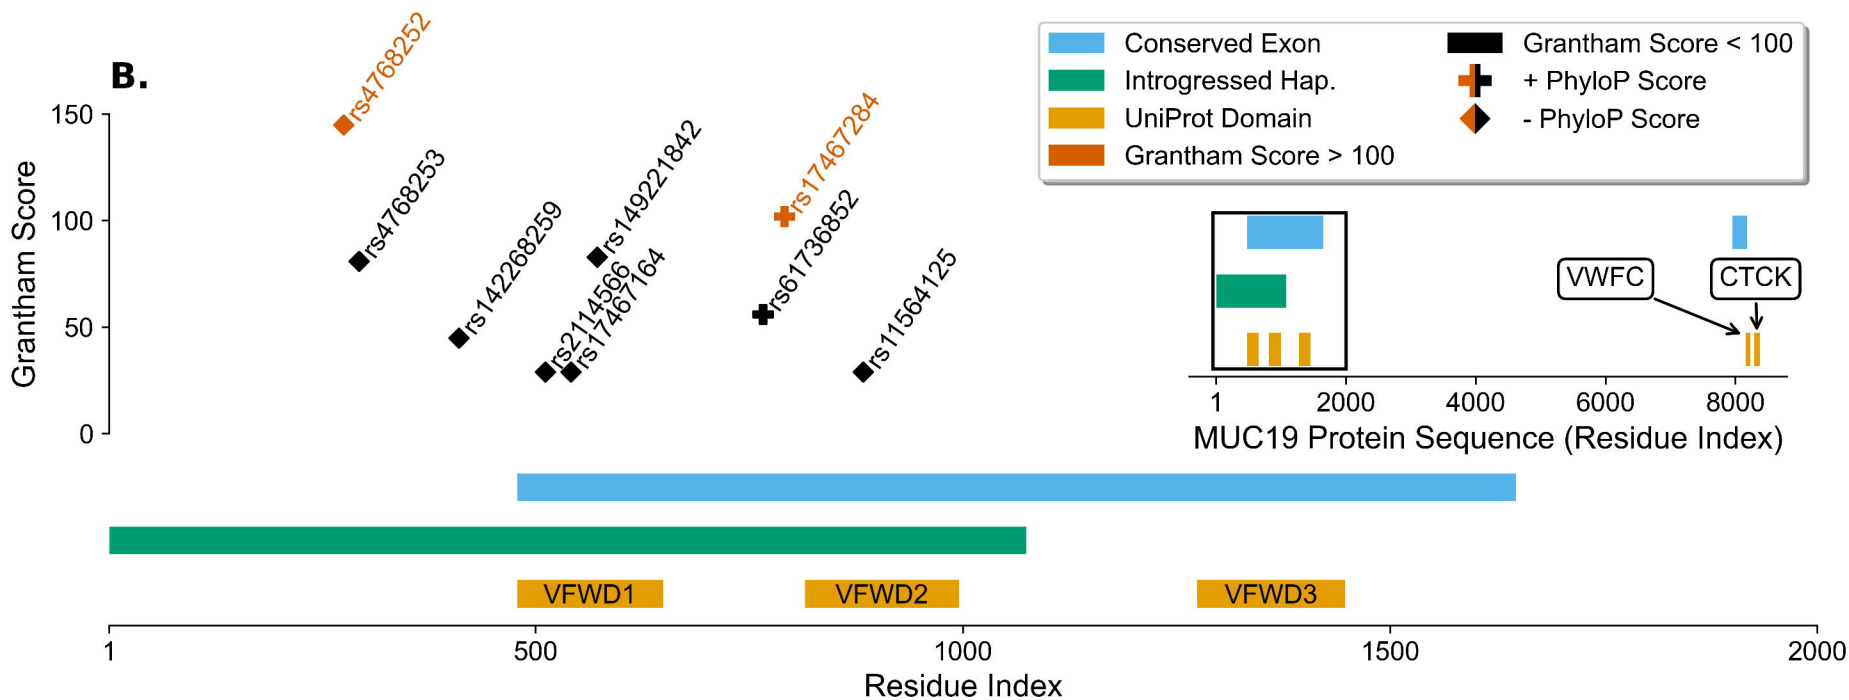 B.
rs4768252
rs4768253
rs142268259
rs2114566
rs17467164
rs149221842
rs17467284
rs61736852
rs11564125
Grantham Score
150
100
50
0
Conserved Exon
Introgressed Hap.
UniProt Domain
Grantham Score > 100
Grantham Score < 100
+ PhyloP Score
- PhyloP Score
VWFC
CTCK
1 2000 4000 6000 8000
MUC19 Protein Sequence (Residue Index)
VFWD1 VFWD2 VFWD3
1 500 1000 1500 2000
Residue Index